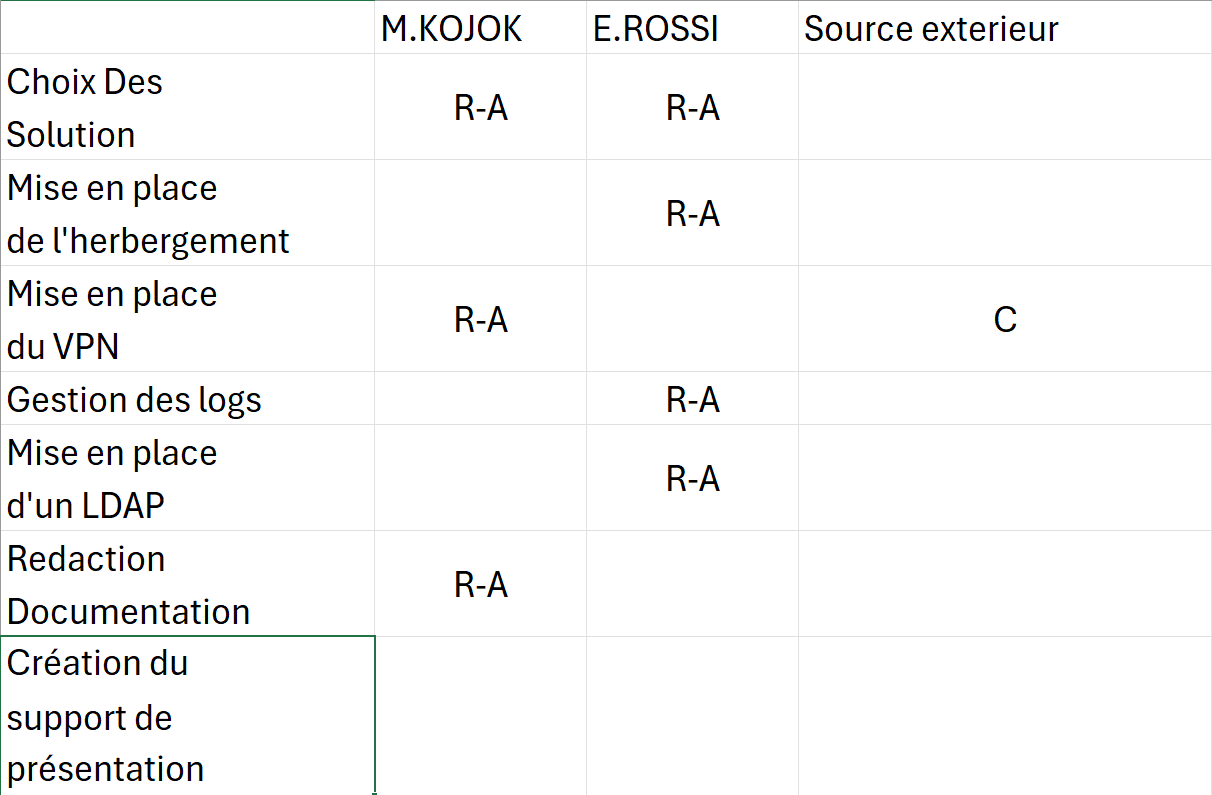 M.KOJOK E.ROSSI Source exterieur
Choix Des
Solution
R-A R-A
Mise en place
de l'herbergement
R-A
Mise en place
du VPN
R-A C
Gestion des logs R-A
Mise en place
d'un LDAP
R-A
Redaction
Documentation
R-A
Création du
support de
présentation